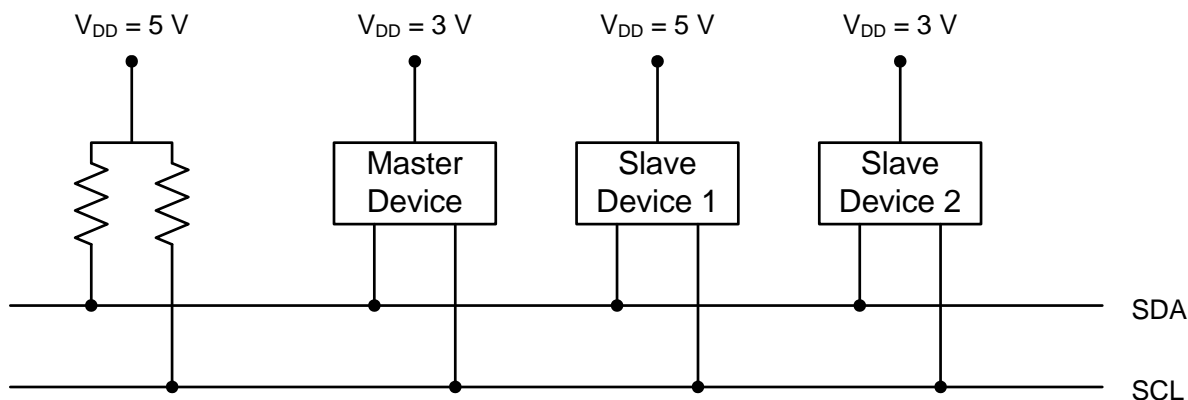 V_DD = 5 V
V_DD = 3 V
V_DD = 5 V
V_DD = 3 V
Master
Device
Slave
Device 1
Slave
Device 2
SDA
SCL